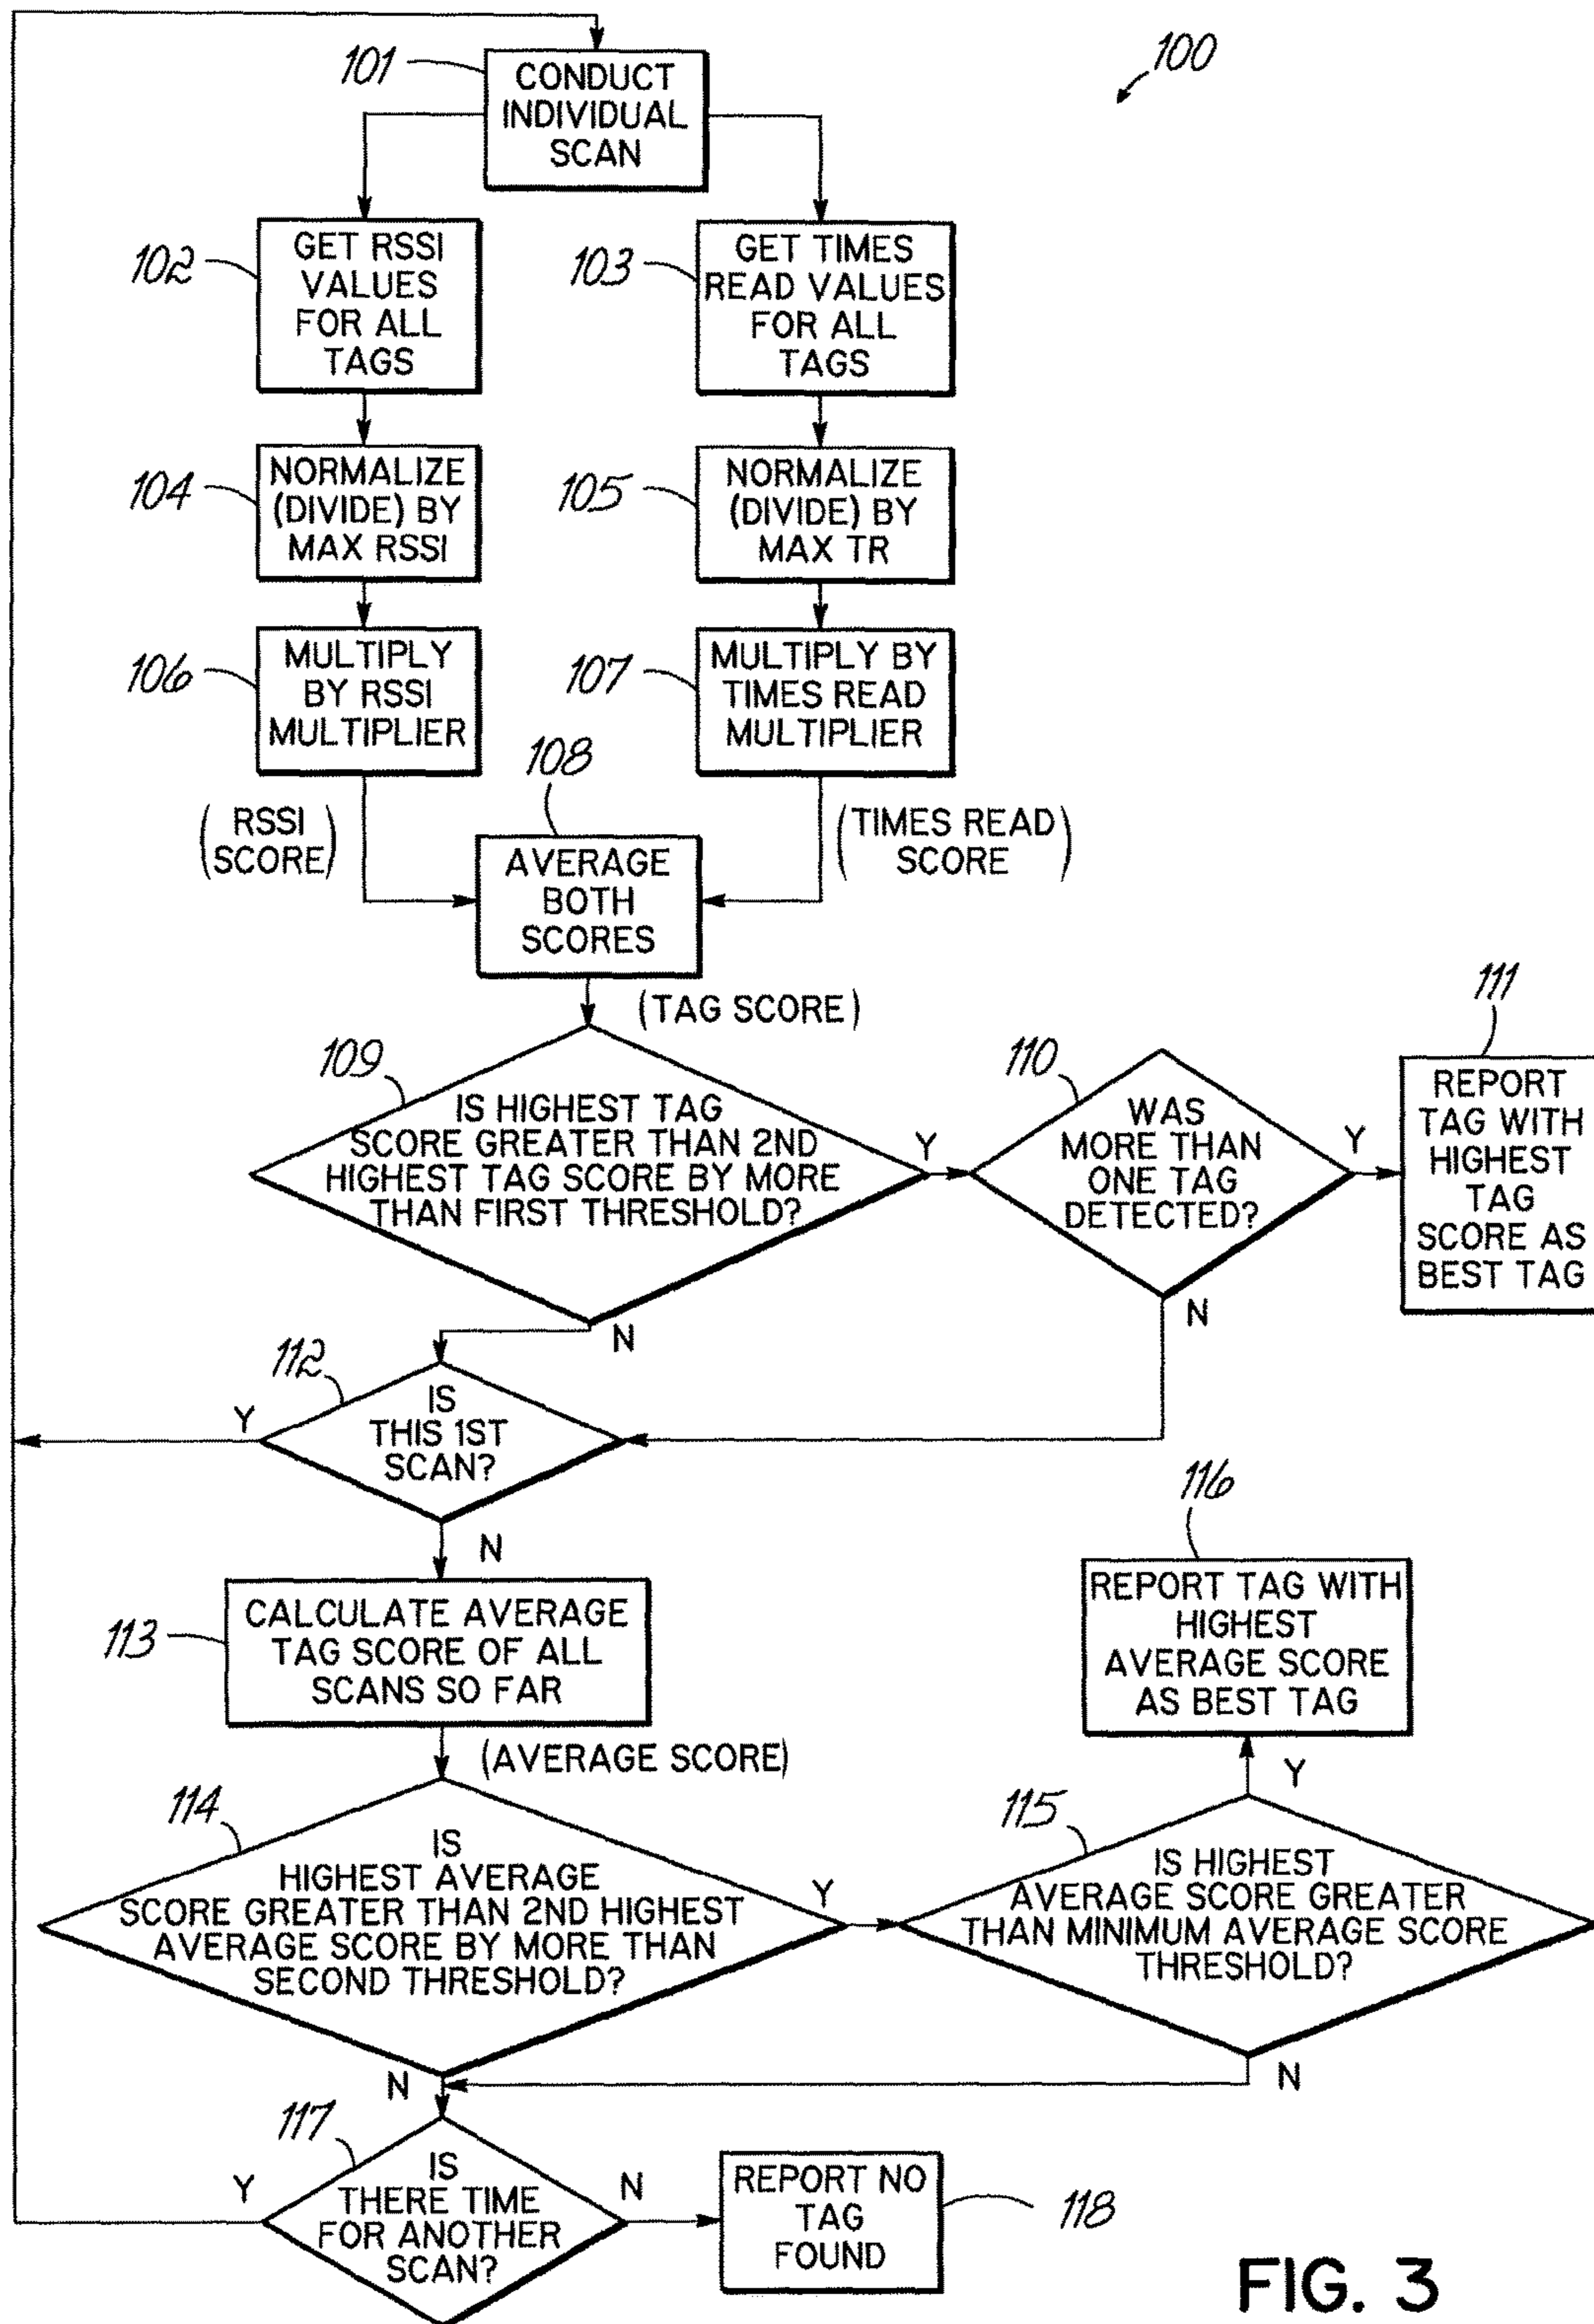 100
101
CONDUCT
INDIVIDUAL
SCAN
102
GET RSSI
VALUES
FOR ALL
TAGS
103
GET TIMES
READ VALUES
FOR ALL
TAGS
104
NORMALIZE
(DIVIDE) BY
MAX RSSI
105
NORMALIZE
(DIVIDE) BY
MAX TR
106
MULTIPLY
BY RSSI
MULTIPLIER
107
MULTIPLY BY
TIMES READ
MULTIPLIER
(RSSI
SCORE)
108
AVERAGE
BOTH
SCORES
(TIMES READ
SCORE)
(TAG SCORE)
109
IS HIGHEST TAG
SCORE GREATER THAN 2ND
HIGHEST TAG SCORE BY MORE
THAN FIRST THRESHOLD?
Y
N
110
WAS
MORE THAN
ONE TAG
DETECTED?
Y
N
111
REPORT
TAG WITH
HIGHEST
TAG
SCORE AS
BEST TAG
112
IS
THIS 1ST
SCAN?
Y
N
113
CALCULATE AVERAGE
TAG SCORE OF ALL
SCANS SO FAR
(AVERAGE SCORE)
114
IS
HIGHEST AVERAGE
SCORE GREATER THAN 2ND HIGHEST
AVERAGE SCORE BY MORE THAN
SECOND THRESHOLD?
Y
N
115
IS HIGHEST
AVERAGE SCORE GREATER
THAN MINIMUM AVERAGE SCORE
THRESHOLD?
Y
N
116
REPORT TAG WITH
HIGHEST
AVERAGE SCORE
AS BEST TAG
117
IS
THERE TIME
FOR ANOTHER
SCAN?
Y
N
REPORT NO
TAG
FOUND
118
FIG. 3